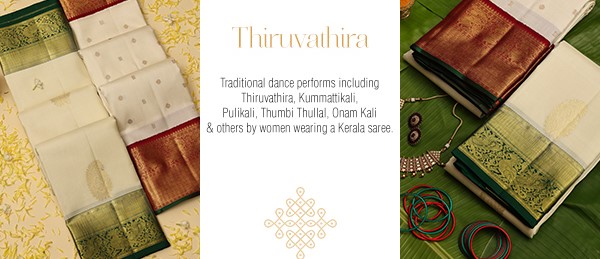 Thiruvathira
Traditional dance performs including
Thiruvathira, Kummattikali,
Pulikali, Thumbi Thullal, Onam Kali
& others by women wearing a Kerala saree.